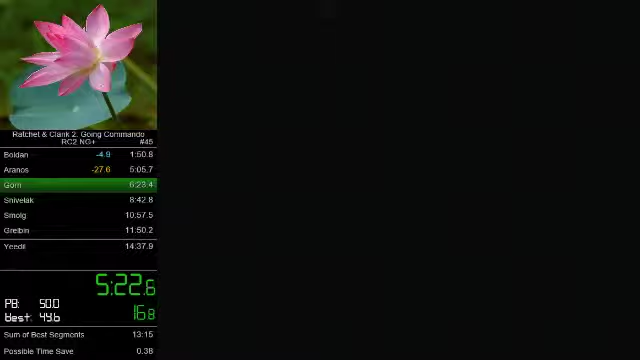 Ratchet & Clank 2: Going Commando
RC2 NG+ #45
Boldan -4.9 1:50.8
Aranos -27.6 5:05.7
Gorn 6:23.4
Snivelak 8:42.8
Smolg 10:57.5
Grelbin 11:50.2
Yeedil 14:37.9
5:22.6
PB: 50.0
Best: 49.6
16.8
Sum of Best Segments 13:15
Possible Time Save 0.38